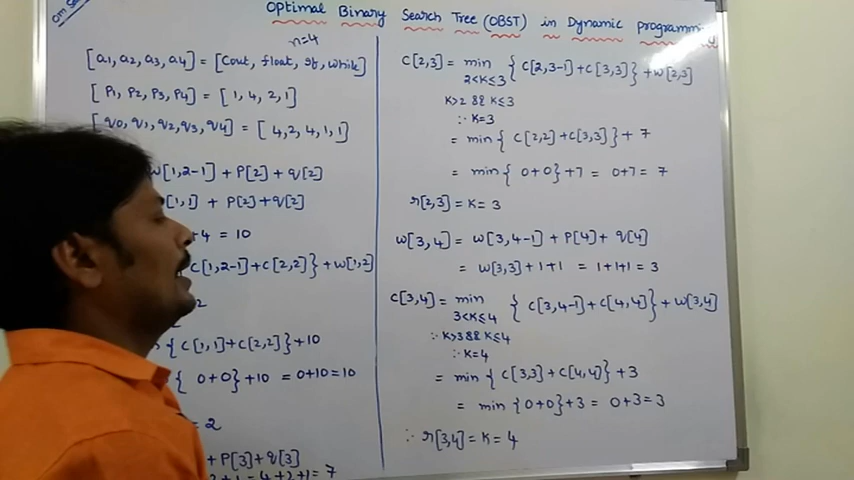 Optimal Binary Search Tree (OBST) in Dynamic programming
n=4
[a1, a2, a3, a4] = [Cout, float, if, while]
[P1, P2, P3, P4] = [1, 4, 2, 1]
[q0, q1, q2, q3, q4] = [4, 2, 4, 1, 1]
w[1,2-1] + P[2] + q[2]
[1,1] + P[2] + q[2]
+4 = 10
C[1,2-1] + C[2,2]} + w[1,2]
2
{C[1,1] + C[2,2]} + 10
{0+0} + 10 = 0+10 = 10
= 2
+ P[3] + q[3]
= 4+2+1 = 7
C[2,3] = min {C[2,3-1] + C[3,3]} + w[2,3]
2<K≤3
K>2 && K≤3
∴ K=3
= min{C[2,2] + C[3,3]} + 7
= min{0+0} + 7 = 0+7 = 7
r[2,3] = K = 3
w[3,4] = w[3,4-1] + P[4] + q[4]
= w[3,3] + 1 + 1 = 1+1+1 = 3
C[3,4] = min {C[3,4-1] + C[4,4]} + w[3,4]
3<K≤4
∵ K>3 && K≤4
∴ K=4
= min{C[3,3] + C[4,4]} + 3
= min{0+0} + 3 = 0+3 = 3
∴ r[3,4] = K = 4